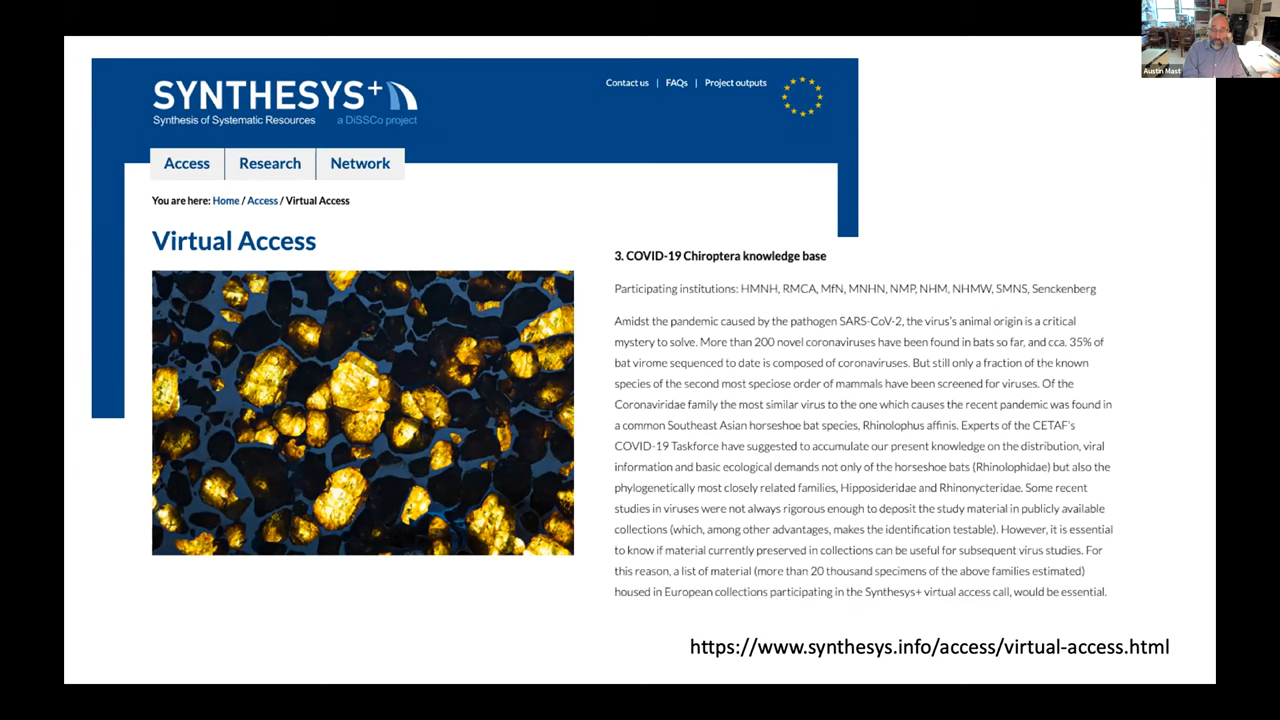 Austin Mast
SYNTHESYS+
Synthesis of Systematic Resources
a DiSSCo project
Contact us | FAQs | Project outputs
Access
Research
Network
You are here: Home / Access / Virtual Access
Virtual Access
3. COVID-19 Chiroptera knowledge base
Participating institutions: HMNH, RMCA, MfN, MNHN, NMP, NHM, NHMW, SMNS, Senckenberg
Amidst the pandemic caused by the pathogen SARS-CoV-2, the virus's animal origin is a critical
mystery to solve. More than 200 novel coronaviruses have been found in bats so far, and cca. 35% of
bat virome sequenced to date is composed of coronaviruses. But still only a fraction of the known
species of the second most speciose order of mammals have been screened for viruses. Of the
Coronaviridae family the most similar virus to the one which causes the recent pandemic was found in
a common Southeast Asian horseshoe bat species, Rhinolophus affinis. Experts of the CETAF's
COVID-19 Taskforce have suggested to accumulate our present knowledge on the distribution, viral
information and basic ecological demands not only of the horseshoe bats (Rhinolophidae) but also the
phylogenetically most closely related families, Hipposideridae and Rhinonycteridae. Some recent
studies in viruses were not always rigorous enough to deposit the study material in publicly available
collections (which, among other advantages, makes the identification testable). However, it is essential
to know if material currently preserved in collections can be useful for subsequent virus studies. For
this reason, a list of material (more than 20 thousand specimens of the above families estimated)
housed in European collections participating in the Synthesys+ virtual access call, would be essential.
https://www.synthesys.info/access/virtual-access.html